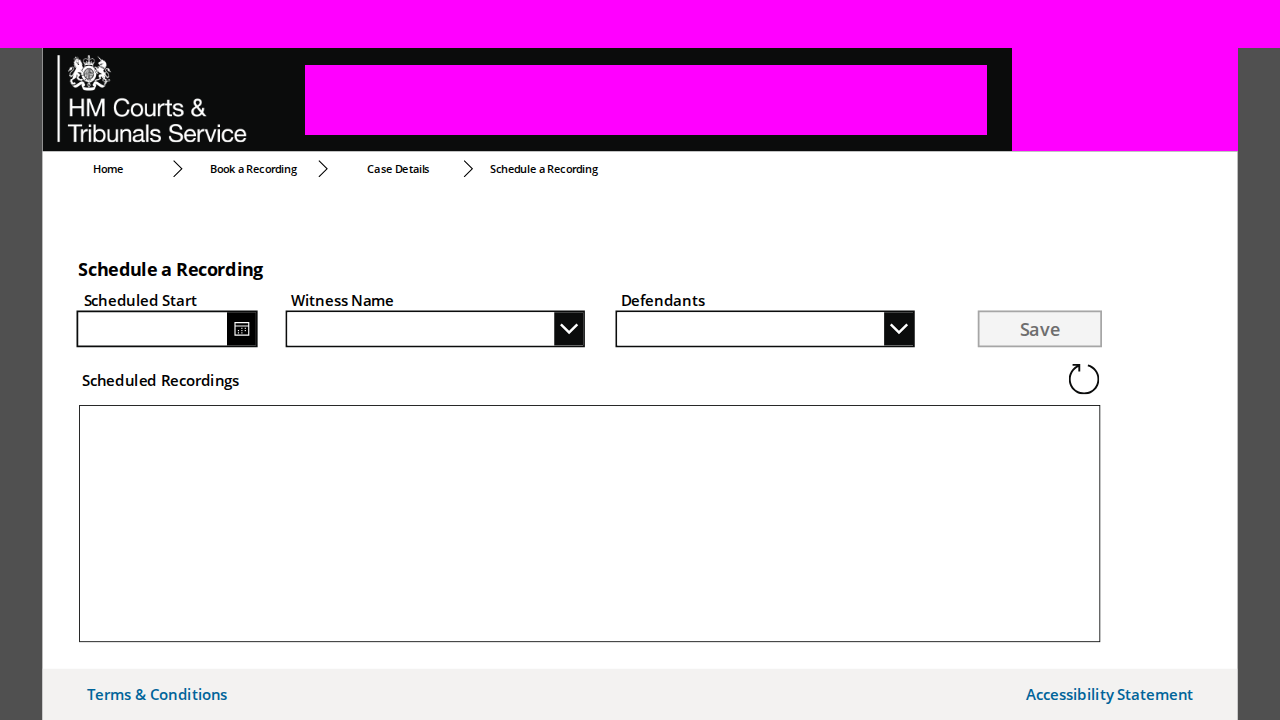 HM Courts &
Tribunals Service
Home
Book a Recording
Case Details
Schedule a Recording
Schedule a Recording
Scheduled Start
Witness Name
Defendants
Save
Scheduled Recordings
Terms & Conditions
Accessibility Statement